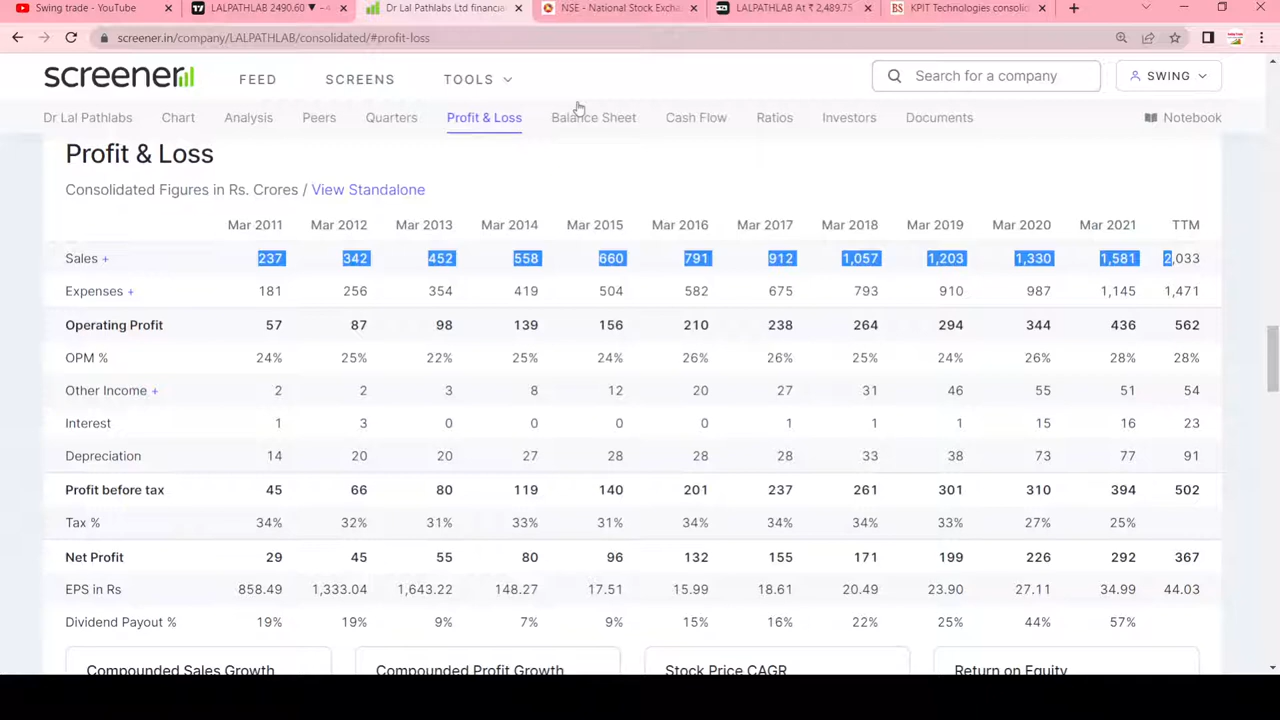 Swing trade - YouTube
LALPATHLAB 2490.60 ▼ −4
Dr Lal Pathlabs Ltd financia
NSE - National Stock Excha
LALPATHLAB At ₹ 2,489.75
KPIT Technologies consolid
screener.in/company/LALPATHLAB/consolidated/#profit-loss
screener FEED SCREENS TOOLS Search for a company SWING
Dr Lal Pathlabs Chart Analysis Peers Quarters Profit & Loss Balance Sheet Cash Flow Ratios Investors Documents Notebook
Profit & Loss
Consolidated Figures in Rs. Crores / View Standalone
Mar 2011 Mar 2012 Mar 2013 Mar 2014 Mar 2015 Mar 2016 Mar 2017 Mar 2018 Mar 2019 Mar 2020 Mar 2021 TTM
Sales + 237 342 452 558 660 791 912 1,057 1,203 1,330 1,581 2,033
Expenses + 181 256 354 419 504 582 675 793 910 987 1,145 1,471
Operating Profit 57 87 98 139 156 210 238 264 294 344 436 562
OPM % 24% 25% 22% 25% 24% 26% 26% 25% 24% 26% 28% 28%
Other Income + 2 2 3 8 12 20 27 31 46 55 51 54
Interest 1 3 0 0 0 0 1 1 1 15 16 23
Depreciation 14 20 20 27 28 28 28 33 38 73 77 91
Profit before tax 45 66 80 119 140 201 237 261 301 310 394 502
Tax % 34% 32% 31% 33% 31% 34% 34% 34% 33% 27% 25%
Net Profit 29 45 55 80 96 132 155 171 199 226 292 367
EPS in Rs 858.49 1,333.04 1,643.22 148.27 17.51 15.99 18.61 20.49 23.90 27.11 34.99 44.03
Dividend Payout % 19% 19% 9% 7% 9% 15% 16% 22% 25% 44% 57%
Compounded Sales Growth Compounded Profit Growth Stock Price CAGR Return on Equity